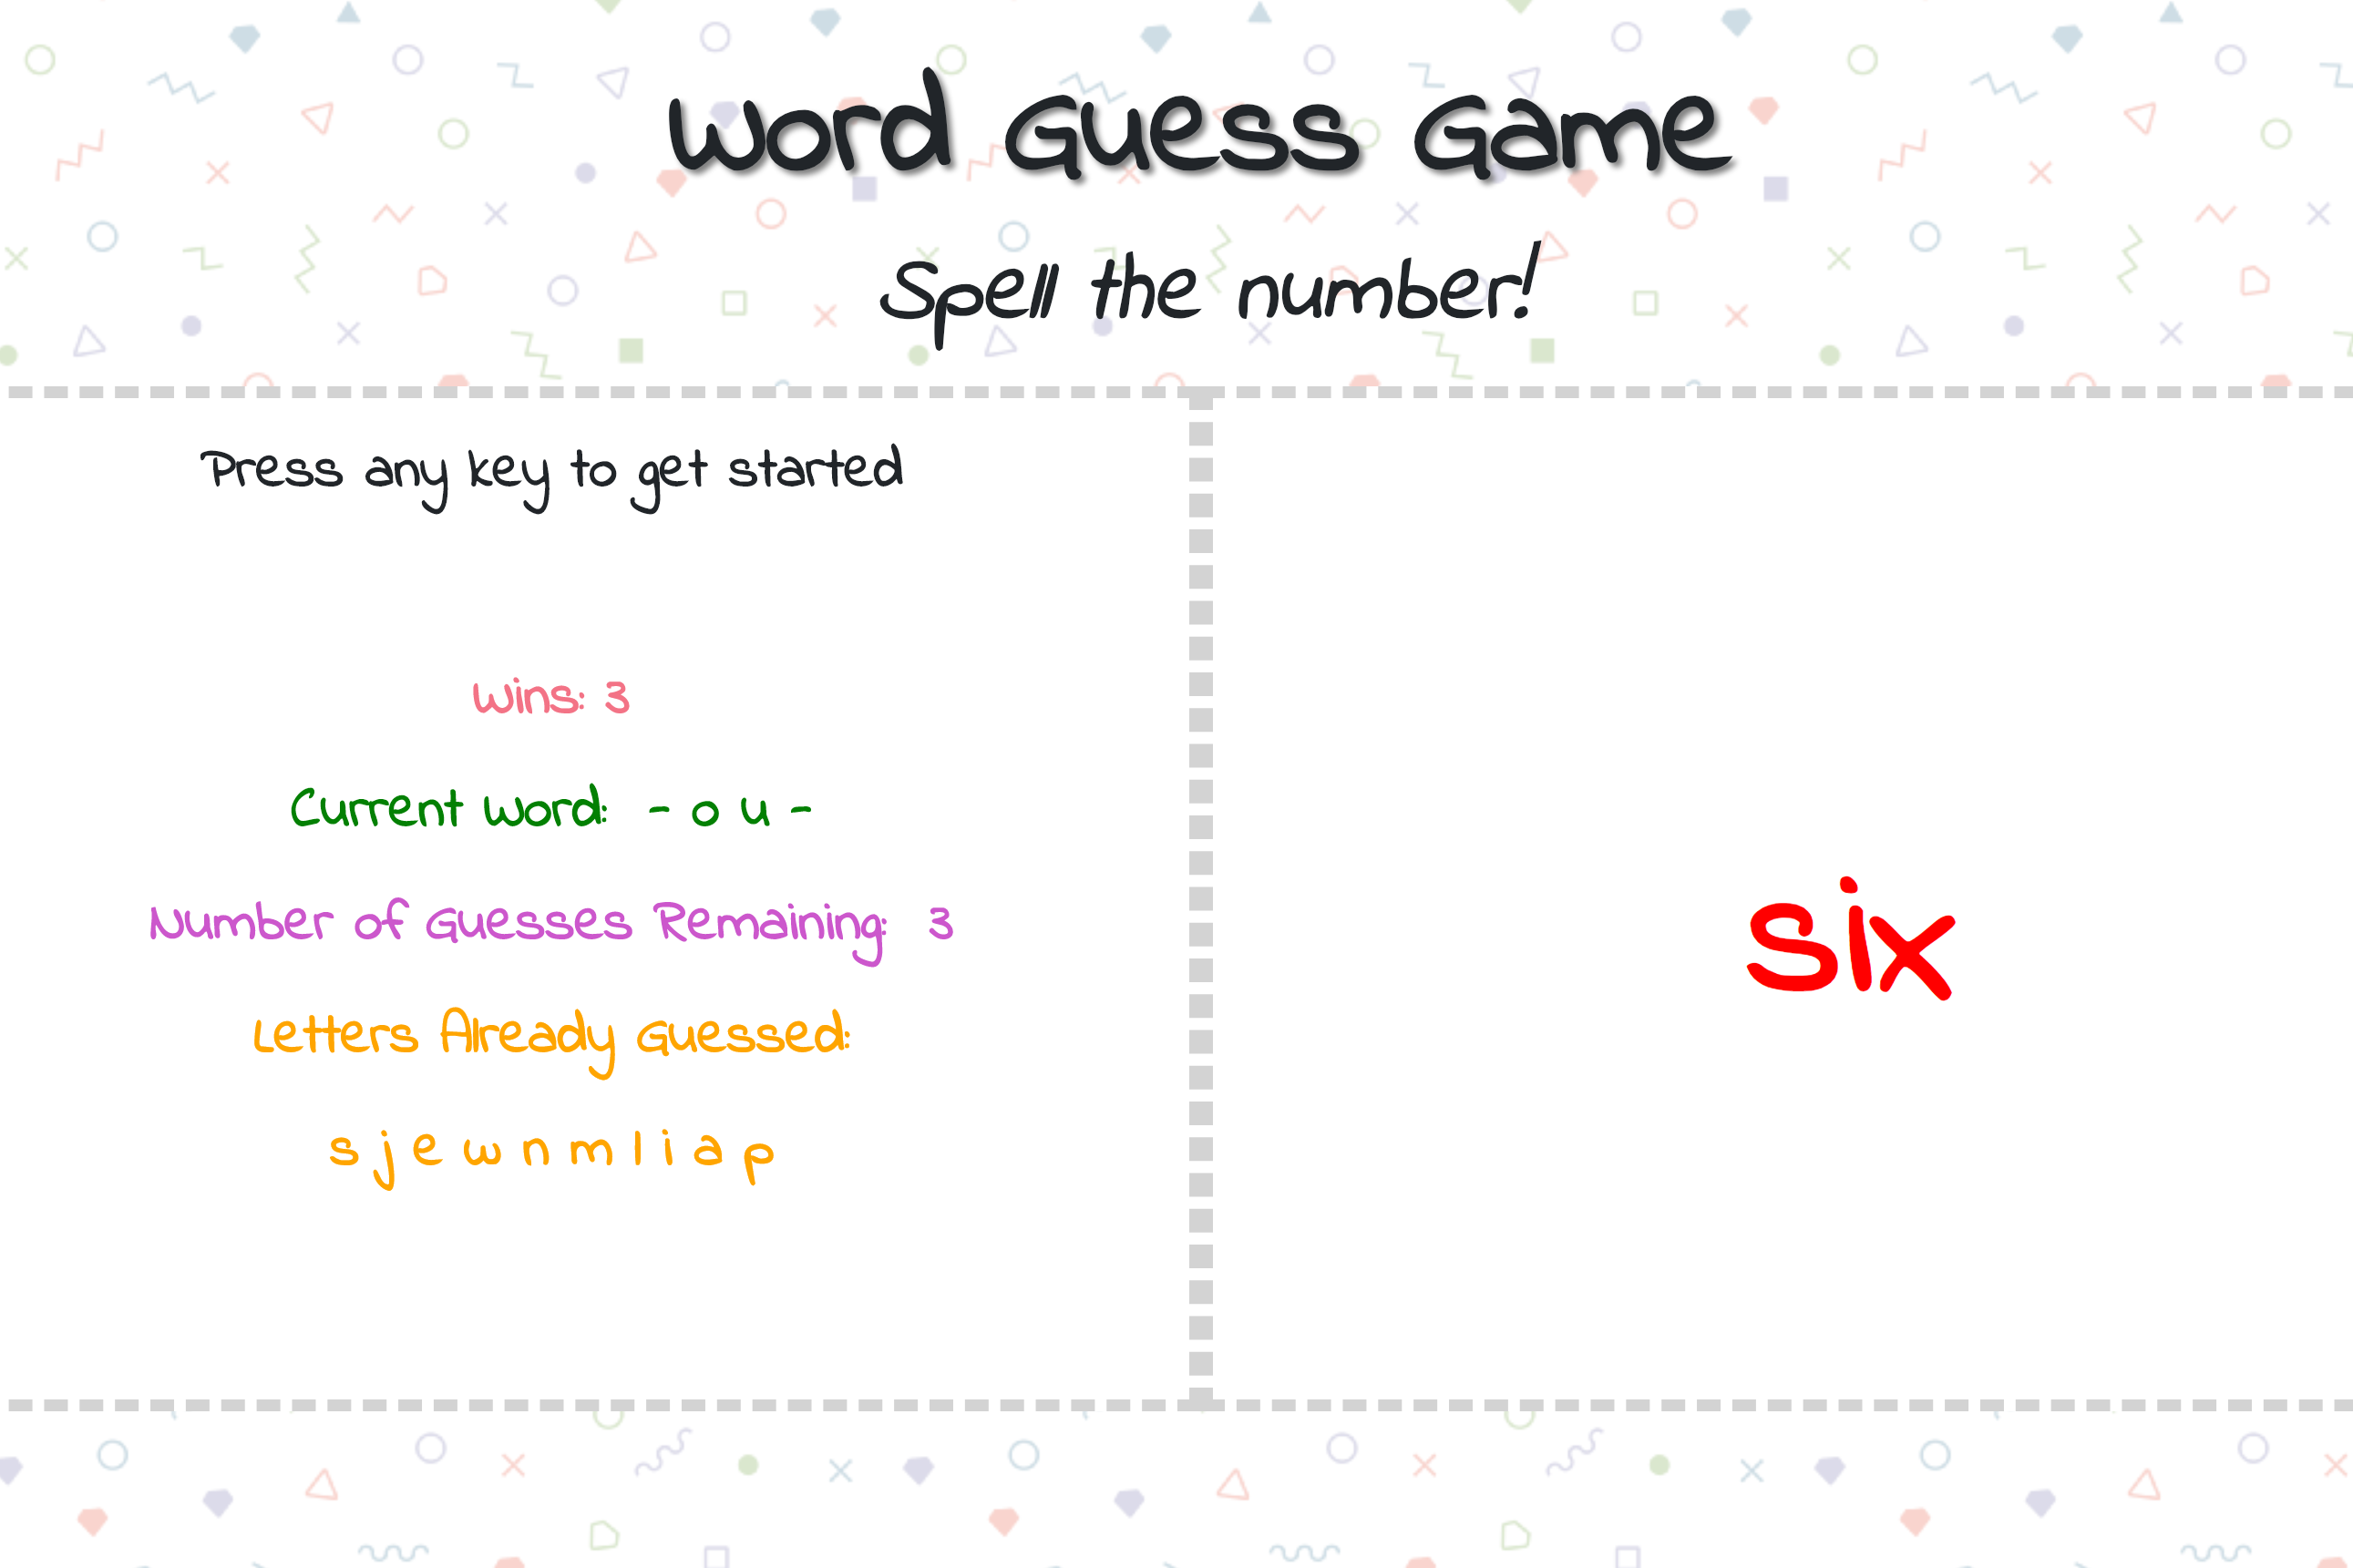 Word Guess Game
Spell the number!
Press any key to get started
Wins: 3
Current Word: - o u -
Number of Guesses Remaining: 3
Letters Already Guessed:
s j e w n m l i a p
six